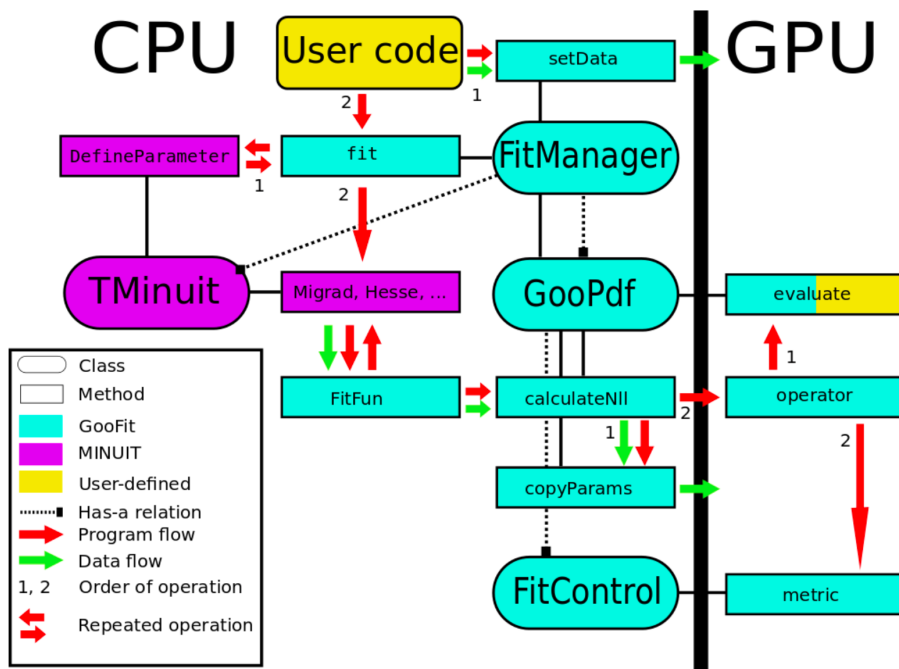 CPU
User code
GPU
setData
1
2
DefineParameter
fit
FitManager
1
2
TMinuit
Migrad, Hesse, ...
GooPdf
evaluate
1
FitFun
calculateNll
2
operator
1
2
copyParams
FitControl
metric
Class
Method
GooFit
MINUIT
User-defined
Has-a relation
Program flow
Data flow
1, 2 Order of operation
Repeated operation